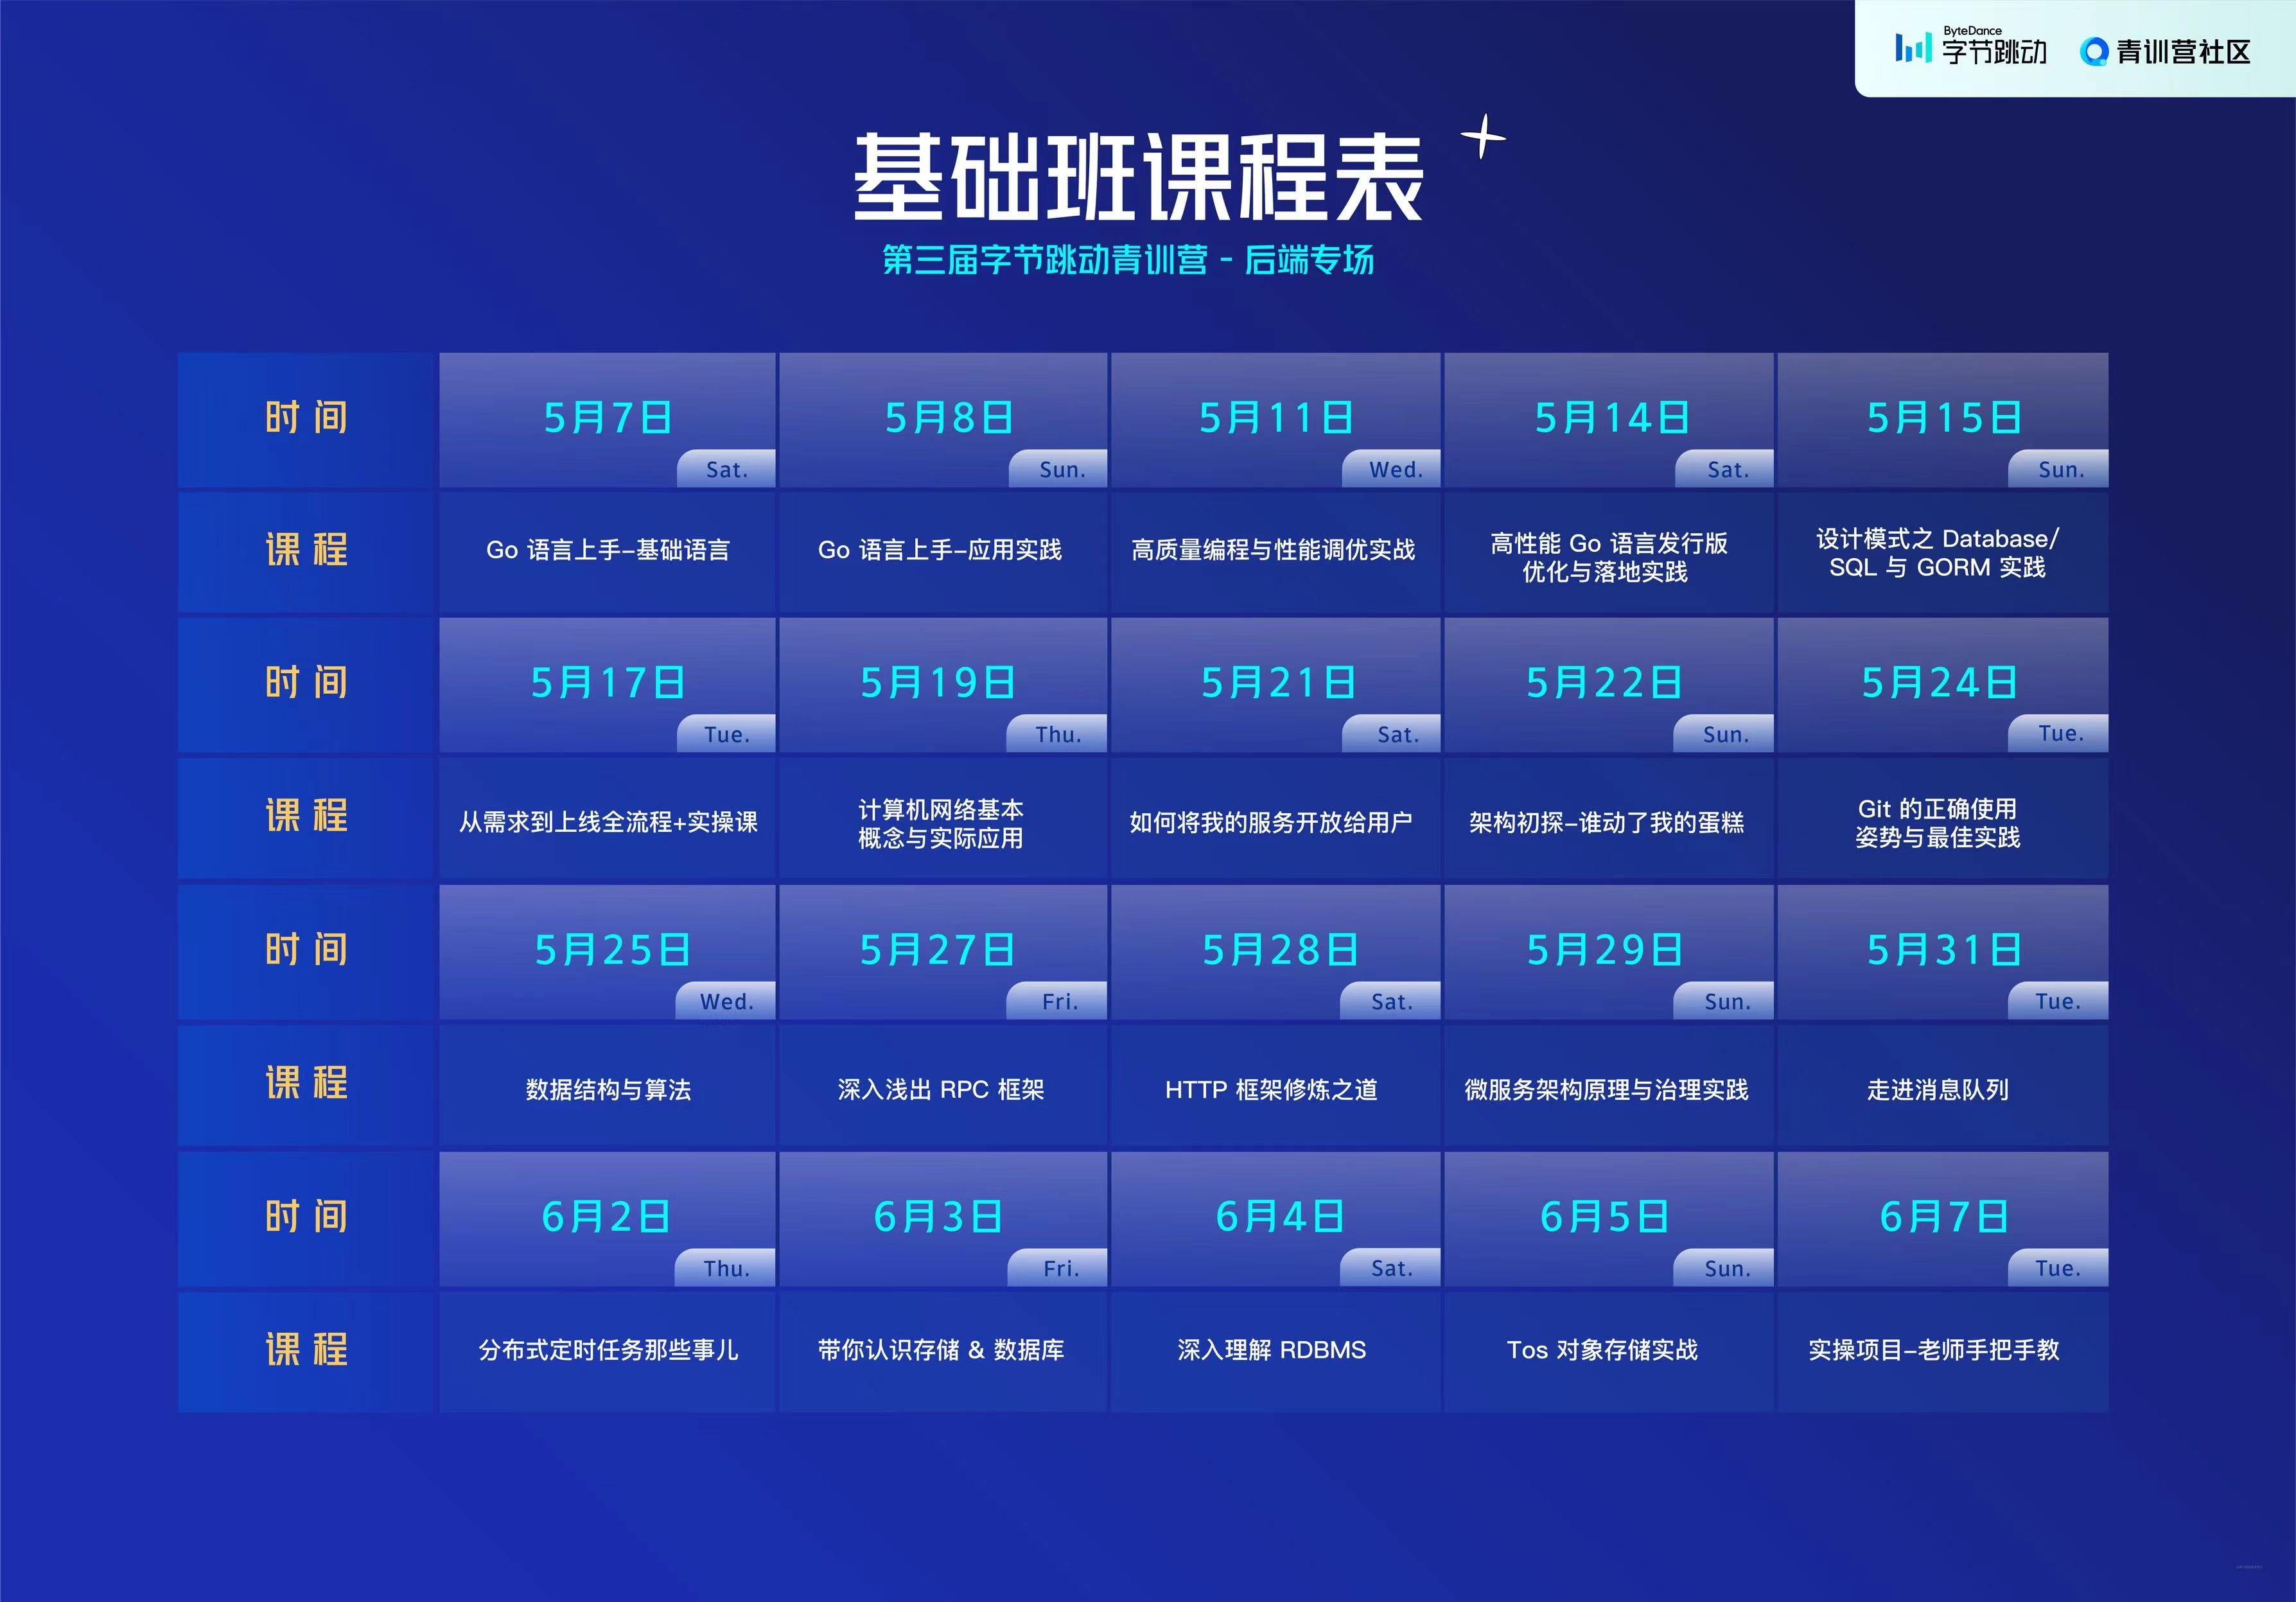 ByteDance
字节跳动
青训营社区
基础班课程表
第三届字节跳动青训营 - 后端专场
时间
5月7日
Sat.
5月8日
Sun.
5月11日
Wed.
5月14日
Sat.
5月15日
Sun.
课程
Go 语言上手-基础语言
Go 语言上手-应用实践
高质量编程与性能调优实战
高性能 Go 语言发行版
优化与落地实践
设计模式之 Database/
SQL 与 GORM 实践
时间
5月17日
Tue.
5月19日
Thu.
5月21日
Sat.
5月22日
Sun.
5月24日
Tue.
课程
从需求到上线全流程+实操课
计算机网络基本
概念与实际应用
如何将我的服务开放给用户
架构初探-谁动了我的蛋糕
Git 的正确使用
姿势与最佳实践
时间
5月25日
Wed.
5月27日
Fri.
5月28日
Sat.
5月29日
Sun.
5月31日
Tue.
课程
数据结构与算法
深入浅出 RPC 框架
HTTP 框架修炼之道
微服务架构原理与治理实践
走进消息队列
时间
6月2日
Thu.
6月3日
Fri.
6月4日
Sat.
6月5日
Sun.
6月7日
Tue.
课程
分布式定时任务那些事儿
带你认识存储 & 数据库
深入理解 RDBMS
Tos 对象存储实战
实操项目-老师手把手教